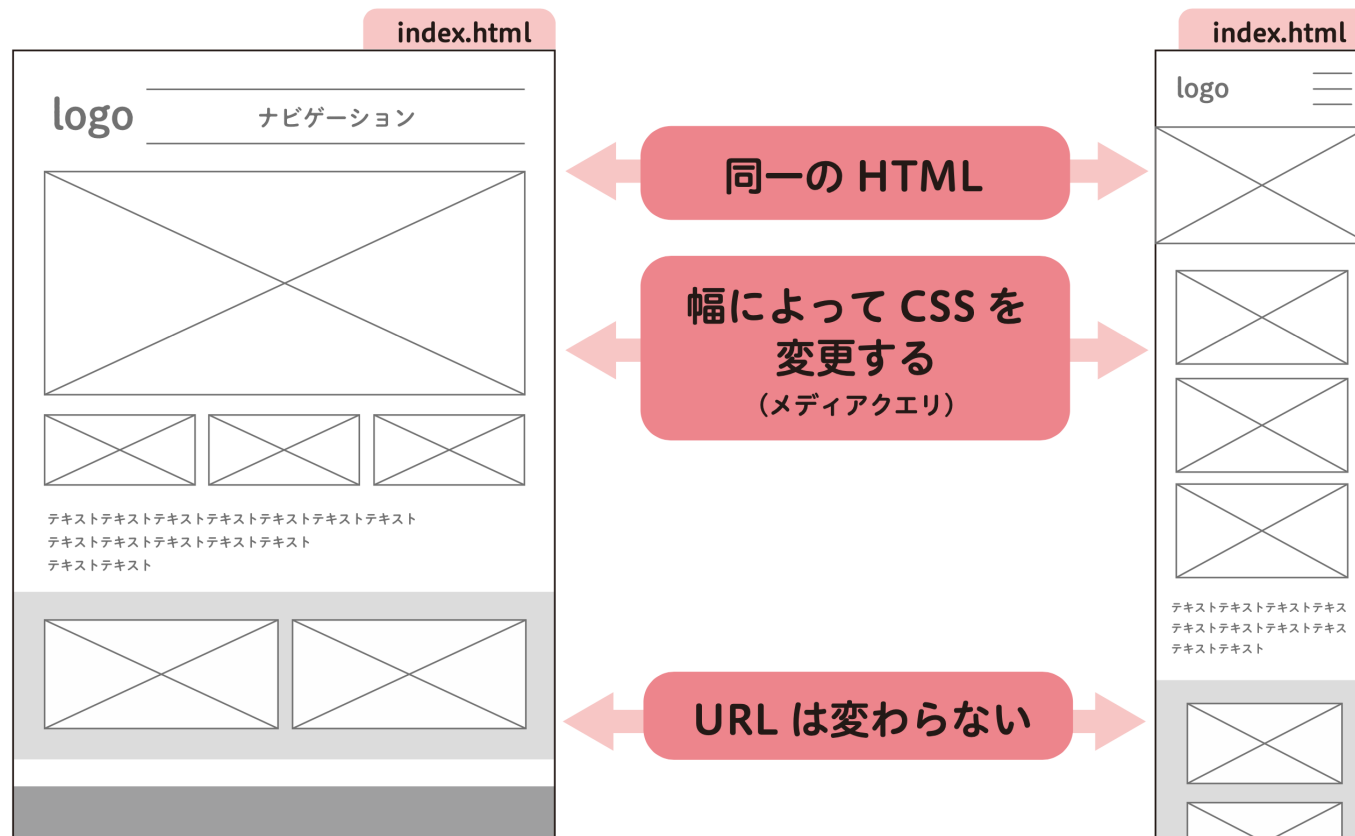 index.html
logo
ナビゲーション
テキストテキストテキストテキストテキストテキストテキスト
テキストテキストテキストテキストテキスト
テキストテキスト
同一の HTML
幅によって CSS を
変更する
（メディアクエリ）
URL は変わらない
index.html
logo
テキストテキストテキストテキス
テキストテキストテキストテキス
テキストテキスト